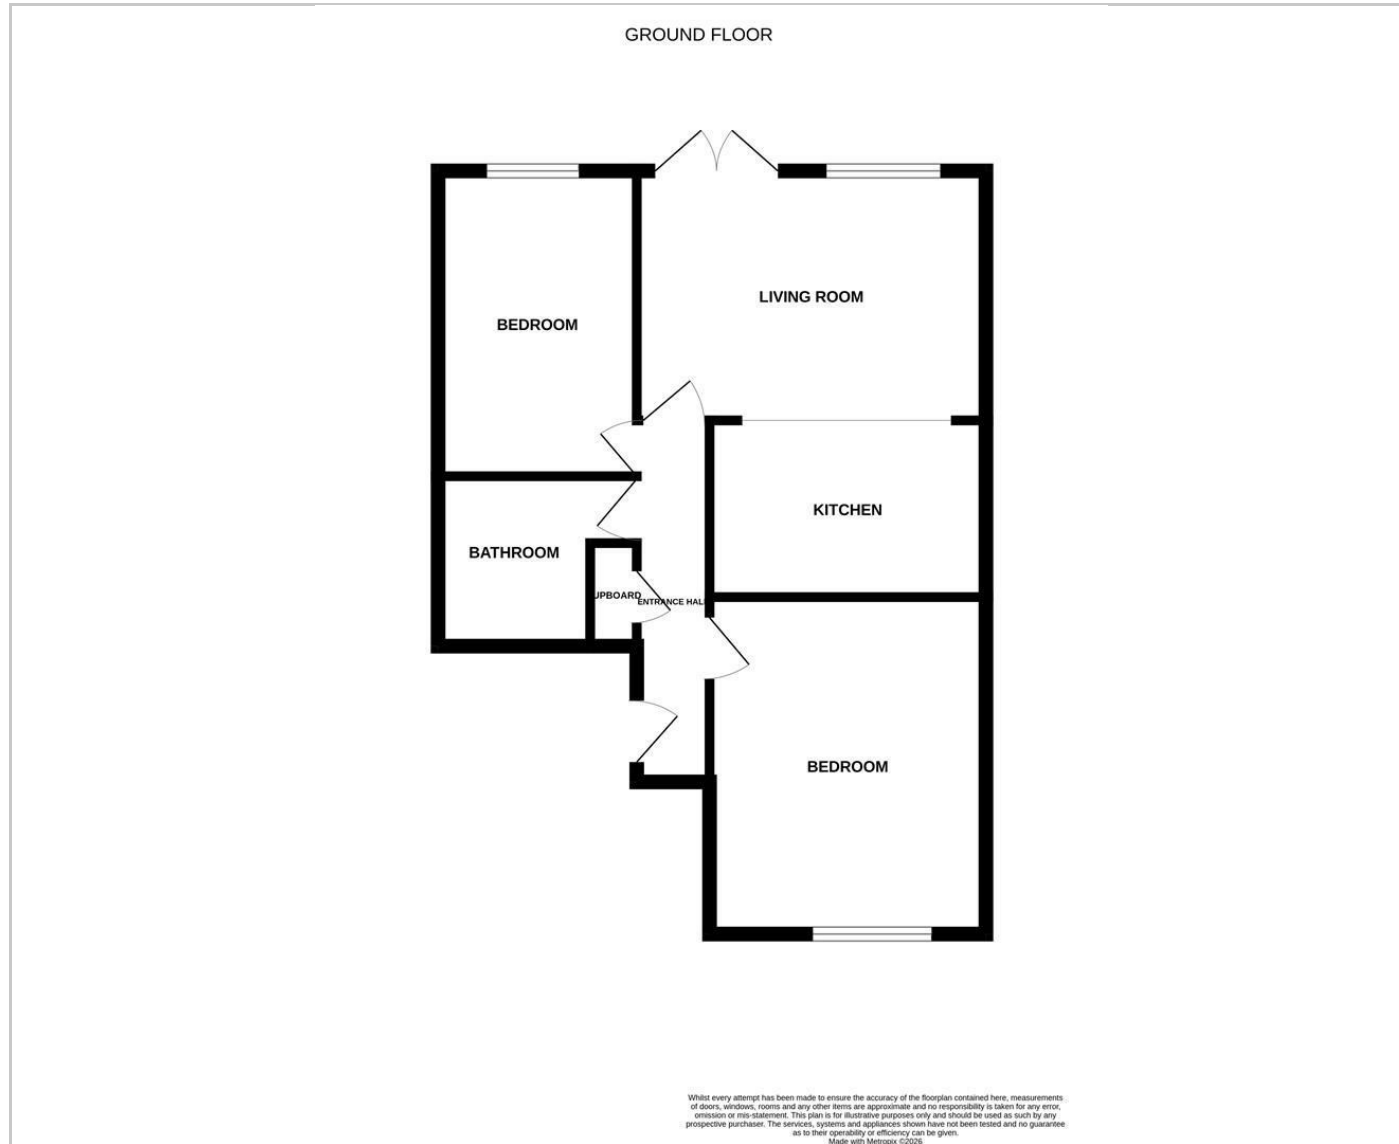 GROUND FLOOR
LIVING ROOM
BEDROOM
KITCHEN
BATHROOM
UPBOARD
ENTRANCE HAL
BEDROOM
Whilst every attempt has been made to ensure the accuracy of the floorplan contained here, measurements
of doors, windows, rooms and any other items are approximate and no responsibility is taken for any error,
omission or mis-statement. This plan is for illustrative purposes only and should be used as such by any
prospective purchaser. The services, systems and appliances shown have not been tested and no guarantee
as to their operability or efficiency can be given.
Made with Metropix ©2026